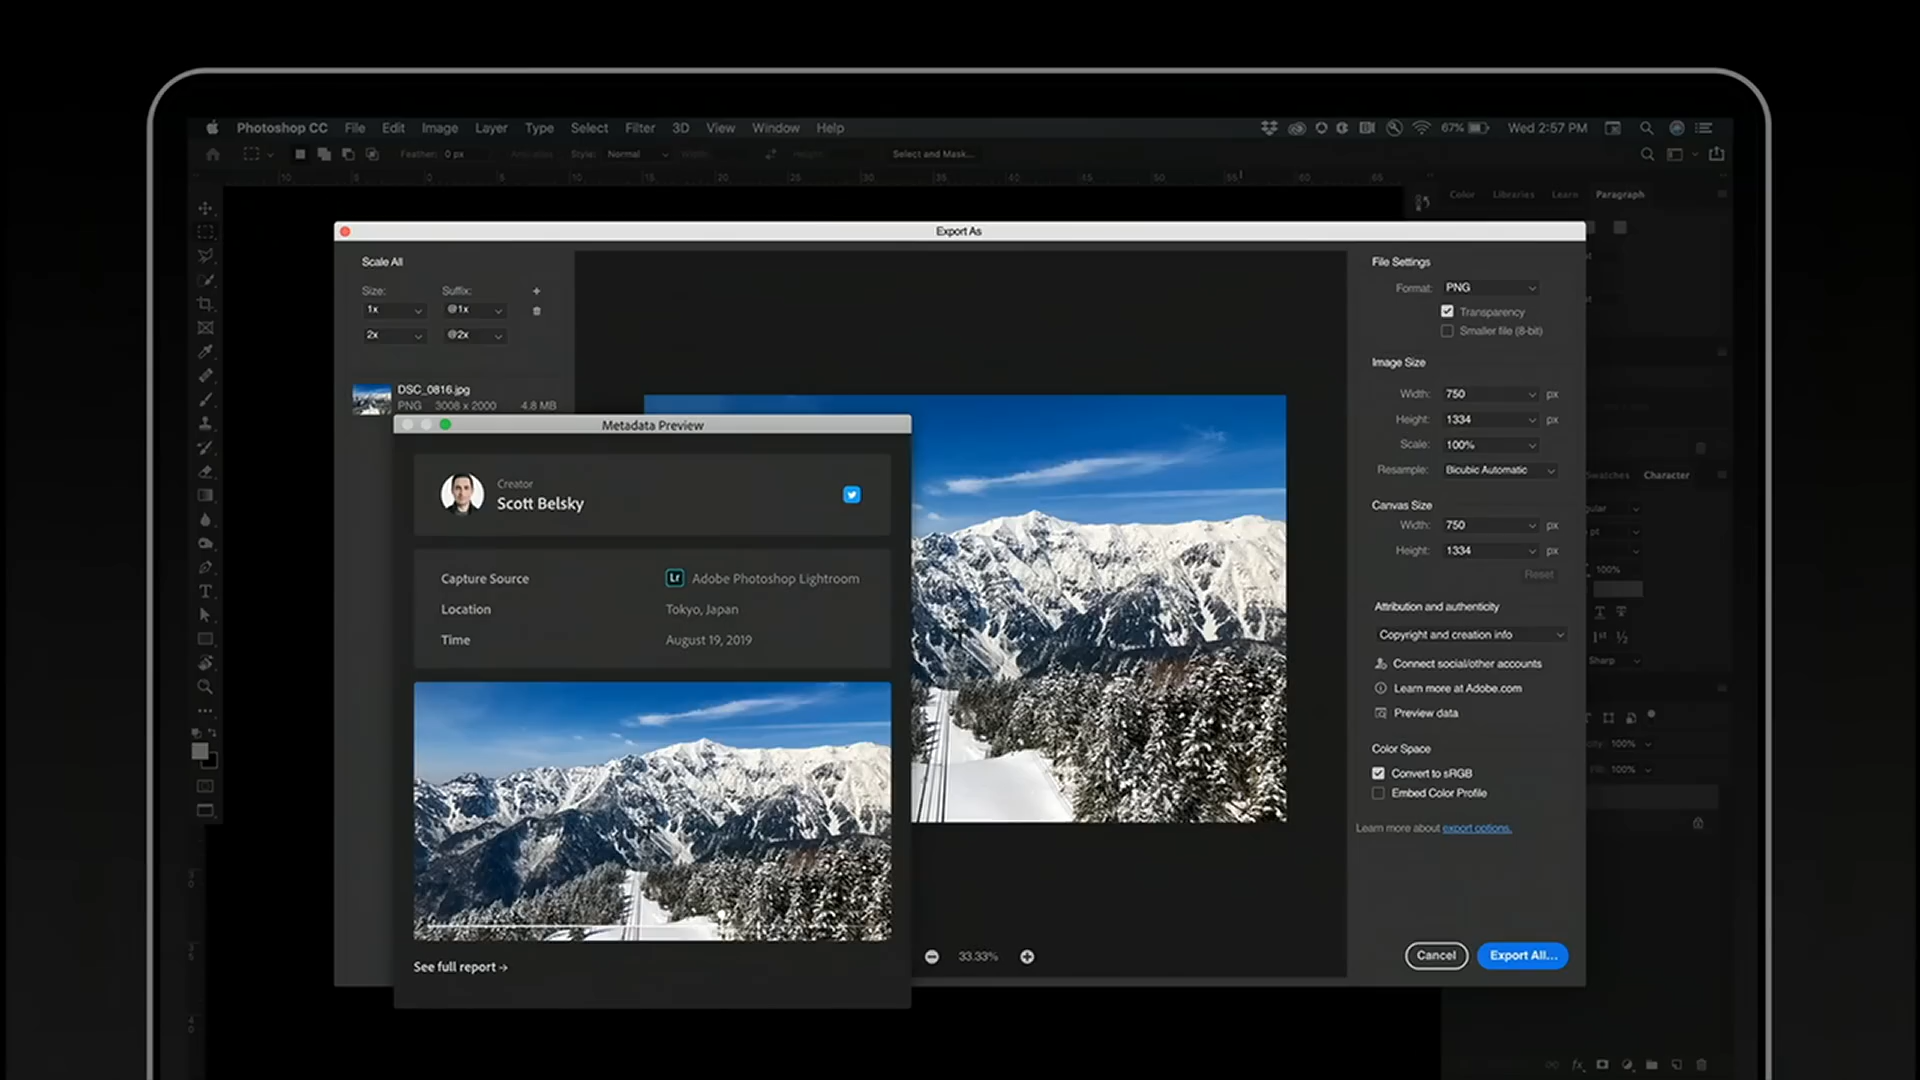 Photoshop CC File Edit Image Layer Type Select Filter 3D View Window Help 67% Wed 2:57 PM
Feather: 0 px Style: Normal Select and Mask...
Color Libraries Learn Paragraph
Export As
Scale All
Size: Suffix: +
1x @1x
2x @2x
DSC_0816.jpg
PNG 3008 x 2000 4.8 MB
Metadata Preview
Creator
Scott Belsky
Capture Source Lr Adobe Photoshop Lightroom
Location Tokyo, Japan
Time August 19, 2019
See full report →
33.33%
File Settings
Format: PNG
Transparency
Smaller file (8-bit)
Image Size
Width: 750 px
Height: 1334 px
Scale: 100%
Resample: Bicubic Automatic
Canvas Size
Width: 750 px
Height: 1334 px
Reset
Attribution and authenticity
Copyright and creation info
Connect social/other accounts
Learn more at Adobe.com
Preview data
Color Space
Convert to sRGB
Embed Color Profile
Learn more about export options.
Cancel Export All...
Character
100%
Sharp
100%
100%